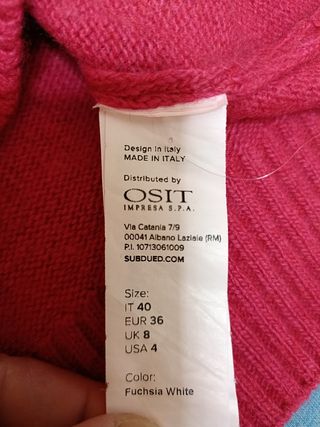 Design in Italy
MADE IN ITALY
Distributed by
OSIT
IMPRESA S.P.A.
Via Catania 7/9
00041 Albano Laziale (RM)
P.I. 10713061009
SUBDUED.COM
Size:
IT 40
EUR 36
UK 8
USA 4
Color:
Fuchsia White